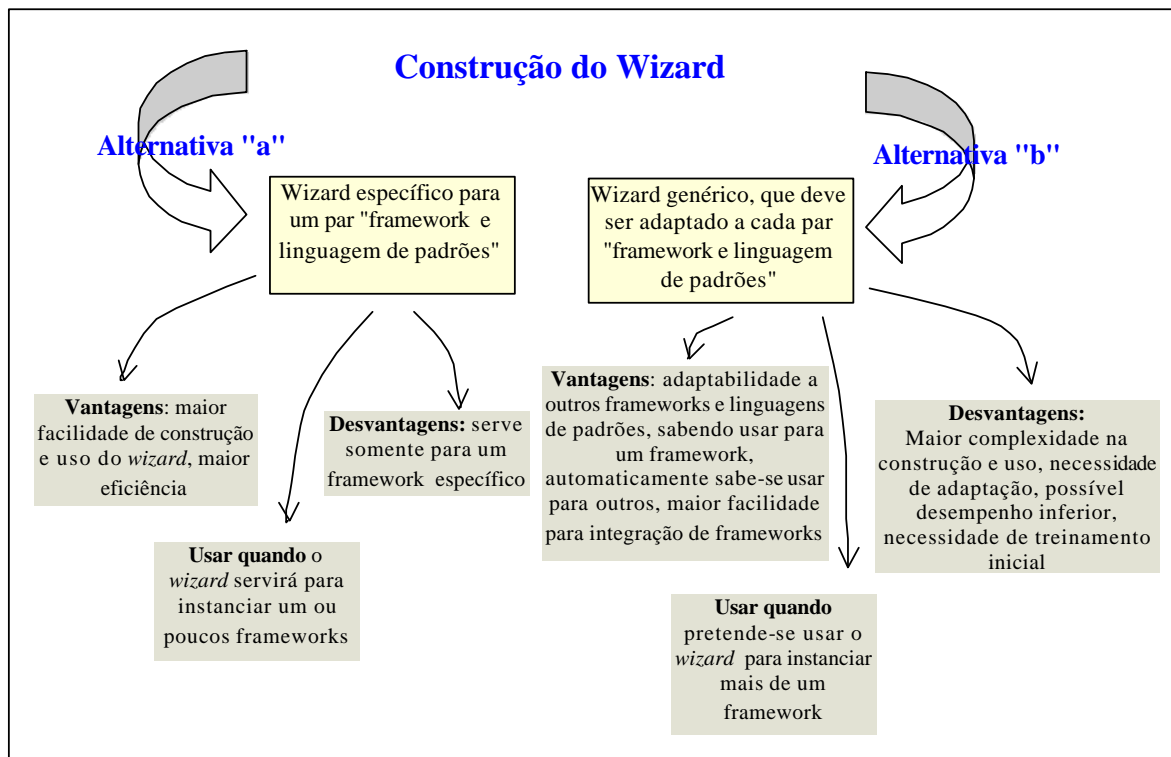 Construção do Wizard
Alternativa "a"
Alternativa "b"
Wizard específico para
um par "framework e
linguagem de padrões"
Wizard genérico, que deve
ser adaptado a cada par
"framework e linguagem
de padrões"
Vantagens: maior
facilidade de construção
e uso do wizard, maior
eficiência
Desvantagens: serve
somente para um
framework específico
Usar quando o
wizard servirá para
instanciar um ou
poucos frameworks
Vantagens: adaptabilidade a
outros frameworks e linguagens
de padrões, sabendo usar para
um framework,
automaticamente sabe-se usar
para outros, maior facilidade
para integração de frameworks
Desvantagens:
Maior complexidade na
construção e uso, necessidade
de adaptação, possível
desempenho inferior,
necessidade de treinamento
inicial
Usar quando
pretende-se usar o
wizard para instanciar
mais de um
framework